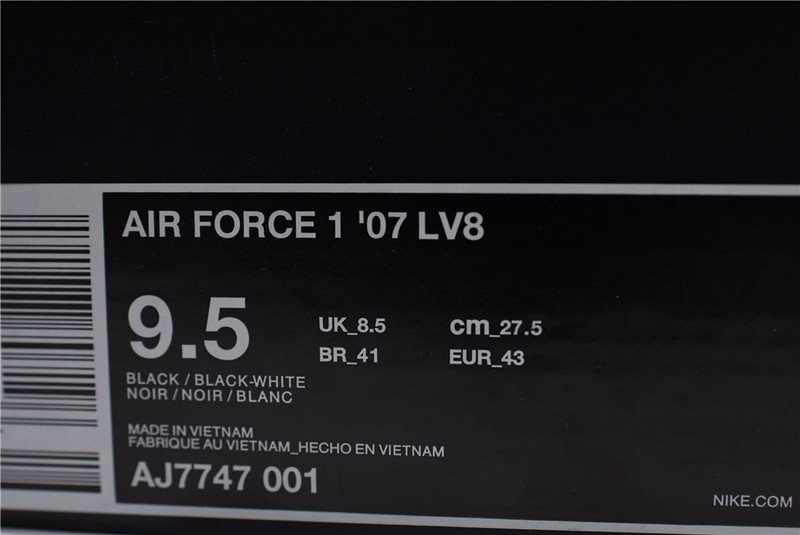 AIR FORCE 1 '07 LV8
9.5
UK_8.5 cm_27.5
BR_41 EUR_43
BLACK / BLACK-WHITE
NOIR / NOIR / BLANC
MADE IN VIETNAM
FABRIQUE AU VIETNAM_HECHO EN VIETNAM
AJ7747 001
NIKE.COM